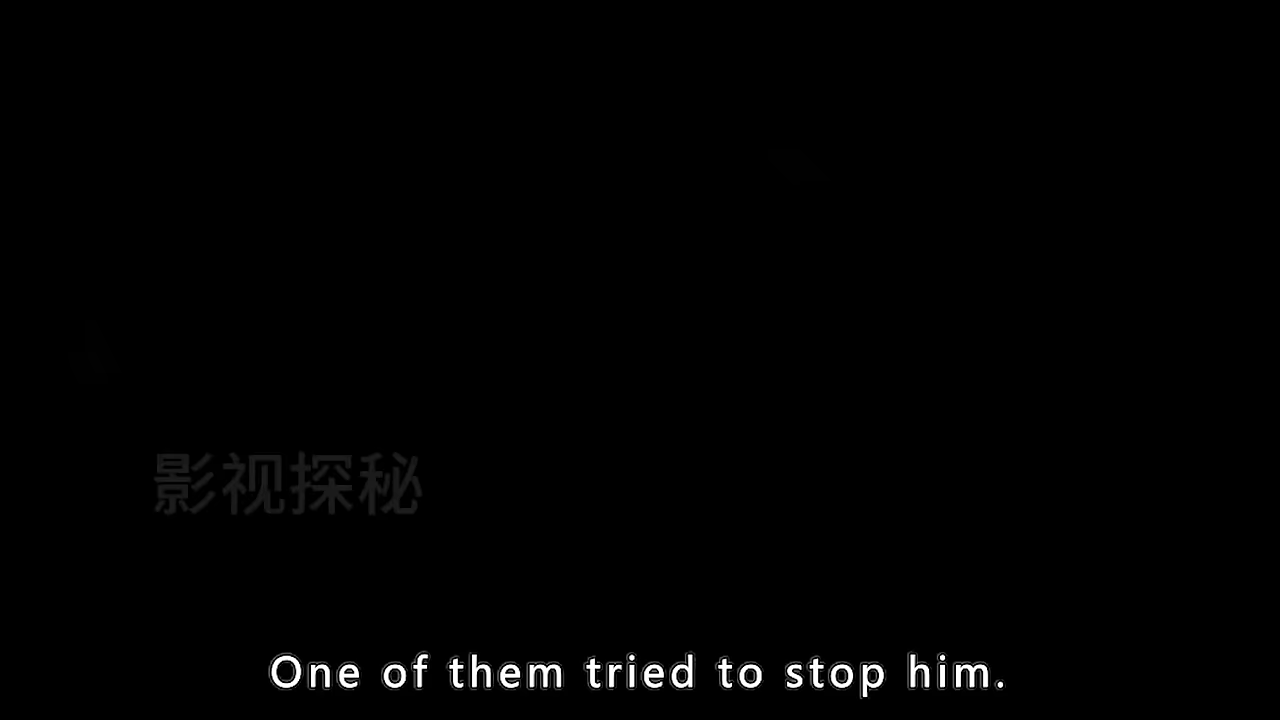 影视探秘
One of them tried to stop him.